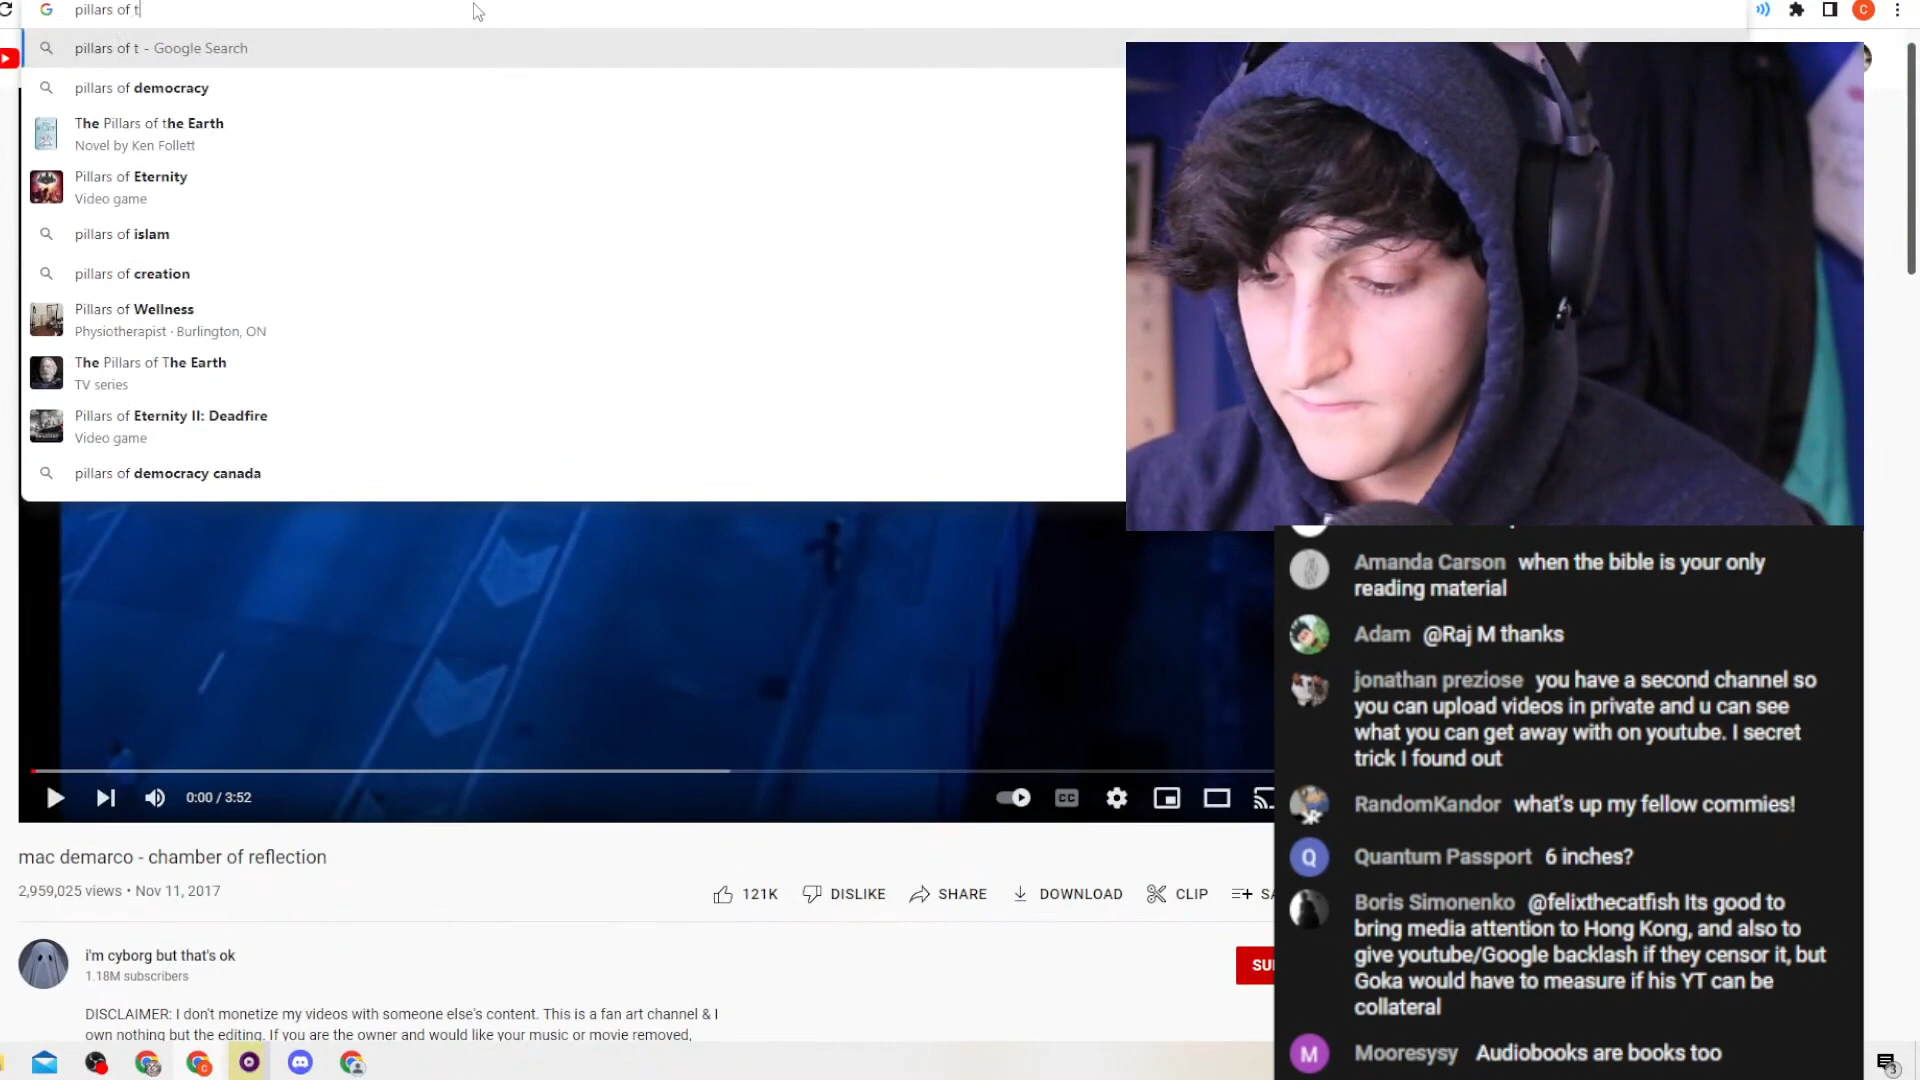 pillars of t
pillars of t - Google Search
pillars of democracy
The Pillars of the Earth
Novel by Ken Follett
Pillars of Eternity
Video game
pillars of islam
pillars of creation
Pillars of Wellness
Physiotherapist · Burlington, ON
The Pillars of The Earth
TV series
Pillars of Eternity II: Deadfire
Video game
pillars of democracy canada
C
Amanda Carson when the bible is your only
reading material
Adam @Raj M thanks
jonathan preziose you have a second channel so
you can upload videos in private and u can see
what you can get away with on youtube. I secret
trick I found out
RandomKandor what's up my fellow commies!
Q
Quantum Passport 6 inches?
Boris Simonenko @felixthecatfish Its good to
bring media attention to Hong Kong, and also to
give youtube/Google backlash if they censor it, but
Goka would have to measure if his YT can be
collateral
M
Mooresysy Audiobooks are books too
0:00 / 3:52
CC
mac demarco - chamber of reflection
2,959,025 views • Nov 11, 2017
121K DISLIKE SHARE DOWNLOAD CLIP SA
i'm cyborg but that's ok
1.18M subscribers
SU
DISCLAIMER: I don't monetize my videos with someone else's content. This is a fan art channel & I
own nothing but the editing. If you are the owner and would like your music or movie removed,
3